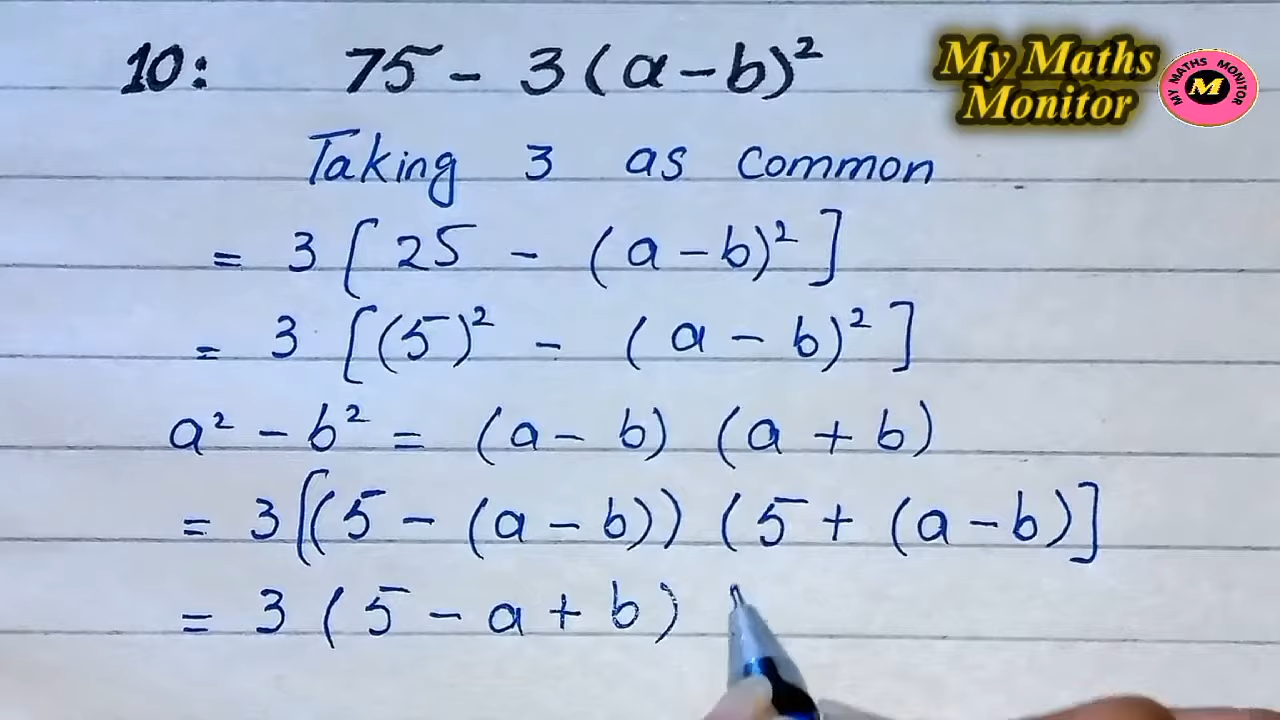 10: 75 - 3(a-b)²
My Maths Monitor
MY MATHS MONITOR
M
Taking 3 as common
= 3 [25 - (a-b)²]
= 3 [(5)² - (a - b)²]
a² - b² = (a - b) (a + b)
= 3[(5 - (a - b)) (5 + (a - b)]
= 3 (5 - a + b)